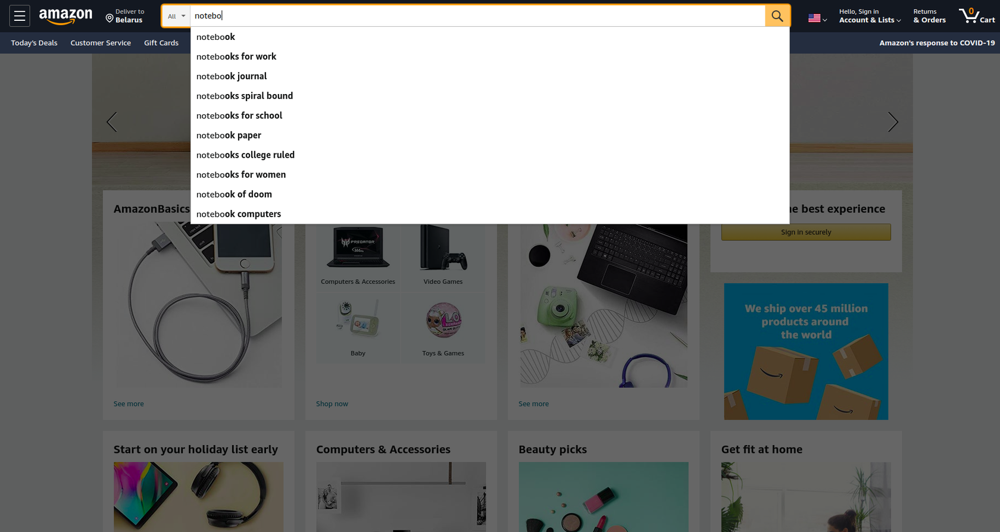 amazon
Deliver to
Belarus
All
notebo
Hello, Sign in
Account & Lists
Returns
& Orders
0
Cart
Today's Deals
Customer Service
Gift Cards
Amazon's response to COVID-19
notebook
notebooks for work
notebook journal
notebooks spiral bound
notebooks for school
notebook paper
notebooks college ruled
notebooks for women
notebook of doom
notebook computers
AmazonBasics
See more
PREDATOR
Computers & Accessories
Video Games
Baby
Toys & Games
Shop now
See more
e best experience
Sign in securely
We ship over 45 million
products around
the world
Start on your holiday list early
Computers & Accessories
Beauty picks
Get fit at home